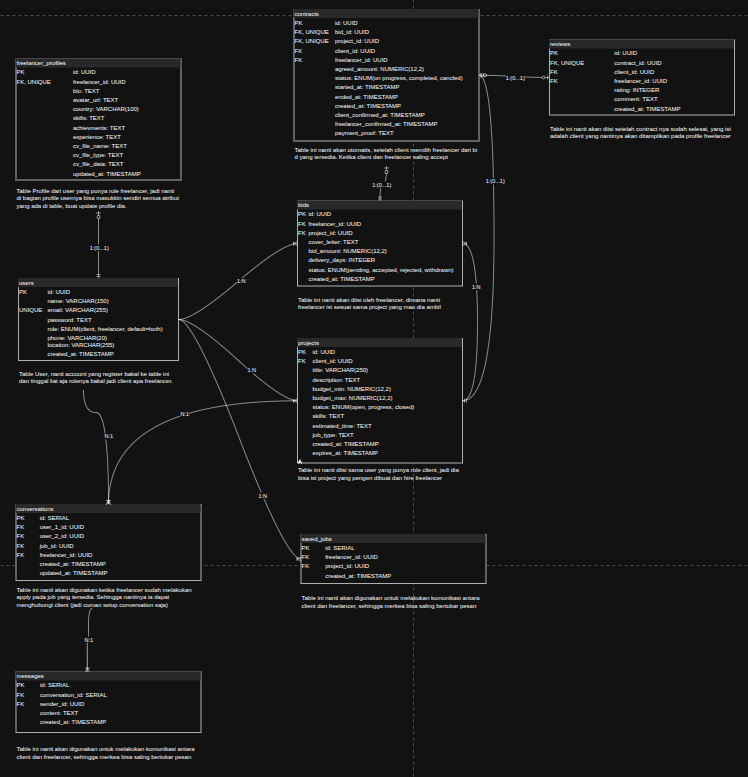 contracts
PK id: UUID
FK, UNIQUE bid_id: UUID
FK, UNIQUE project_id: UUID
FK client_id: UUID
FK freelancer_id: UUID
agreed_amount: NUMERIC(12,2)
status: ENUM(on progress, completed, cancled)
started_at: TIMESTAMP
ended_at: TIMESTAMP
created_at: TIMESTAMP
client_confirmed_at: TIMESTAMP
freelancer_confirmed_at: TIMESTAMP
payment_proof: TEXT
Table ini nanti akan otomatis, setelah client memilih freelancer dari bi
d yang tersedia. Ketika client dan freelancer saling accept
reviews
PK id: UUID
FK, UNIQUE contract_id: UUID
FK client_id: UUID
FK freelancer_id: UUID
rating: INTEGER
comment: TEXT
created_at: TIMESTAMP
Table ini nanti akan diisi setelah contract nya sudah selesai, yang isi
adalah client yang nantinya akan ditampilkan pada profile freelancer
1:(0...1)
freelancer_profiles
PK id: UUID
FK, UNIQUE freelancer_id: UUID
bio: TEXT
avatar_url: TEXT
country: VARCHAR(100)
skills: TEXT
achievments: TEXT
experience: TEXT
cv_file_name: TEXT
cv_file_type: TEXT
cv_file_data: TEXT
updated_at: TIMESTAMP
Table Profile dari user yang punya role freelancer, jadi nanti
di bagian profile usernya bisa masukkin sendiri semua atribut
yang ada di table, buat update profile dia.
1:(0...1)
1:(0...1)
1:(0...1)
bids
PK id: UUID
FK freelancer_id: UUID
FK project_id: UUID
cover_letter: TEXT
bid_amount: NUMERIC(12,2)
delivery_days: INTEGER
status: ENUM(pending, accepted, rejected, withdrawn)
created_at: TIMESTAMP
Table ini nanti akan diisi oleh freelancer, dimana nanti
freelancer isi sesuai sama project yang mau dia ambil
1:N
1:N
users
PK id: UUID
name: VARCHAR(150)
UNIQUE email: VARCHAR(255)
password: TEXT
role: ENUM(client, freelancer, default=both)
phone: VARCHAR(20)
location: VARCHAR(255)
created_at: TIMESTAMP
Table User, nanti account yang register bakal ke table ini
dan tinggal liat aja rolenya bakal jadi client apa freelancer.
1:N
N:1
N:1
1:N
projects
PK id: UUID
FK client_id: UUID
title: VARCHAR(250)
description: TEXT
budget_min: NUMERIC(12,2)
budget_max: NUMERIC(12,2)
status: ENUM(open, progress, closed)
skills: TEXT
estimated_time: TEXT
job_type: TEXT
created_at: TIMESTAMP
expires_at: TIMESTAMP
Table ini nanti diisi sama user yang punya role client, jadi dia
bisa isi project yang pengen dibuat dan hire freelancer
conversations
PK id: SERIAL
FK user_1_id: UUID
FK user_2_id: UUID
FK job_id: UUID
FK freelancer_id: UUID
created_at: TIMESTAMP
updated_at: TIMESTAMP
Table ini nanti akan digunakan ketika freelancer sudah melakukan
apply pada job yang tersedia. Sehingga nantinya ia dapat
menghubungi client (jadi cuman setup conversation saja)
saved_jobs
PK id: SERIAL
FK freelancer_id: UUID
FK project_id: UUID
created_at: TIMESTAMP
Table ini nanti akan digunakan untuk melakukan komunikasi antara
client dan freelancer, sehingga merkea bisa saling bertukar pesan
N:1
messages
PK id: SERIAL
FK conversation_id: SERIAL
FK sender_id: UUID
content: TEXT
created_at: TIMESTAMP
Table ini nanti akan digunakan untuk melakukan komunikasi antara
client dan freelancer, sehingga merkea bisa saling bertukar pesan